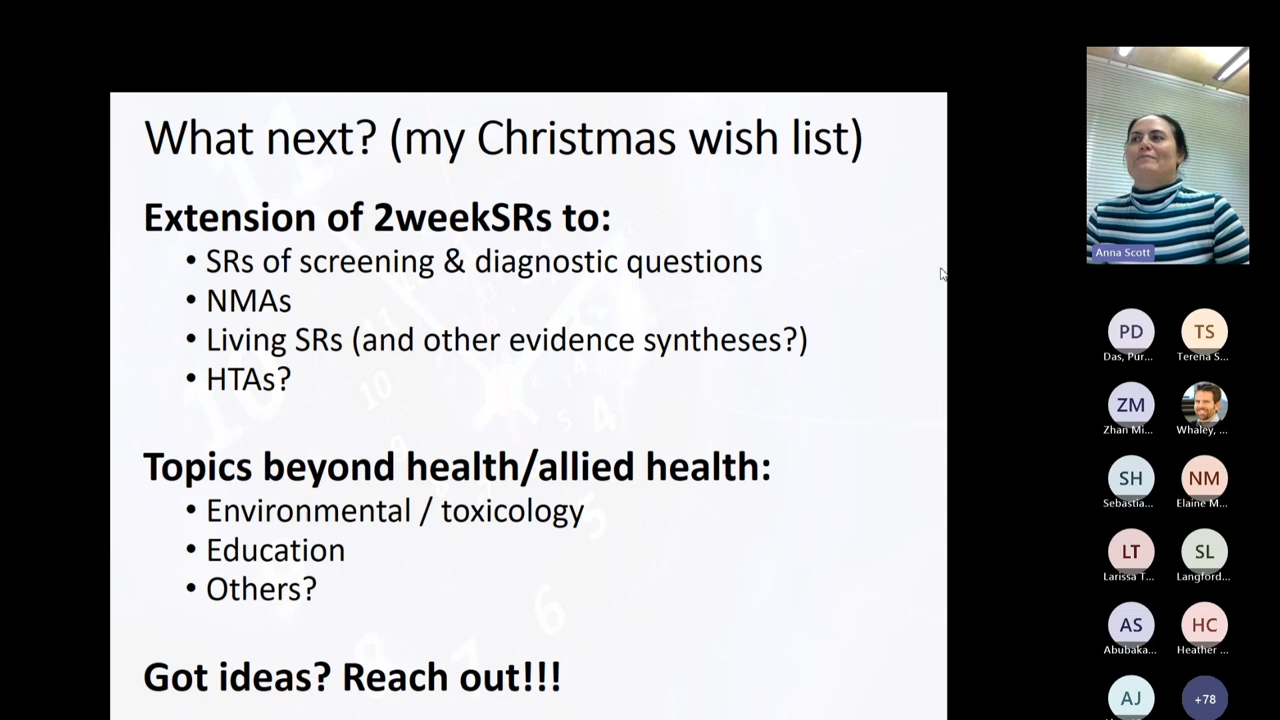 What next? (my Christmas wish list)
Extension of 2weekSRs to:
• SRs of screening & diagnostic questions
• NMAs
• Living SRs (and other evidence syntheses?)
• HTAs?
Topics beyond health/allied health:
• Environmental / toxicology
• Education
• Others?
Got ideas? Reach out!!!
Anna Scott
PD
Das, Pur...
TS
Terena S...
ZM
Zhan Mi...
Whaley, ...
SH
Sebastia...
NM
Elaine M...
LT
Larissa T...
SL
Langford...
AS
Abubaka...
HC
Heather ...
AJ
+78